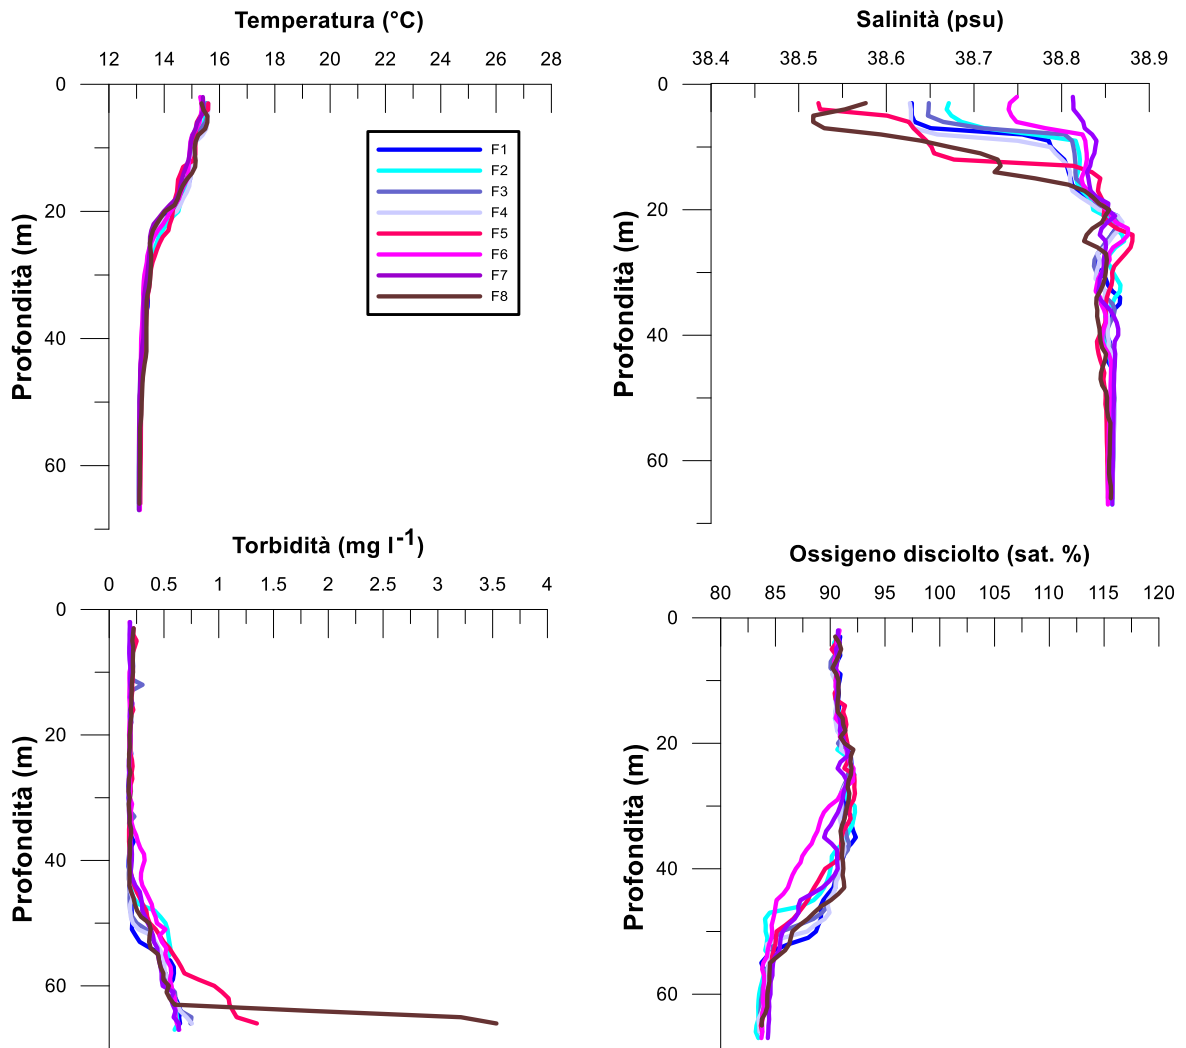 Temperatura (°C)
12 14 16 18 20 22 24 26 28
0
20
40
60
Profondità (m)
F1
F2
F3
F4
F5
F6
F7
F8
Salinità (psu)
38.4 38.5 38.6 38.7 38.8 38.9
0
20
40
60
Profondità (m)
Torbidità (mg l-1)
0 0.5 1 1.5 2 2.5 3 3.5 4
0
20
40
60
Profondità (m)
Ossigeno disciolto (sat. %)
80 85 90 95 100 105 110 115 120
0
20
40
60
Profondità (m)